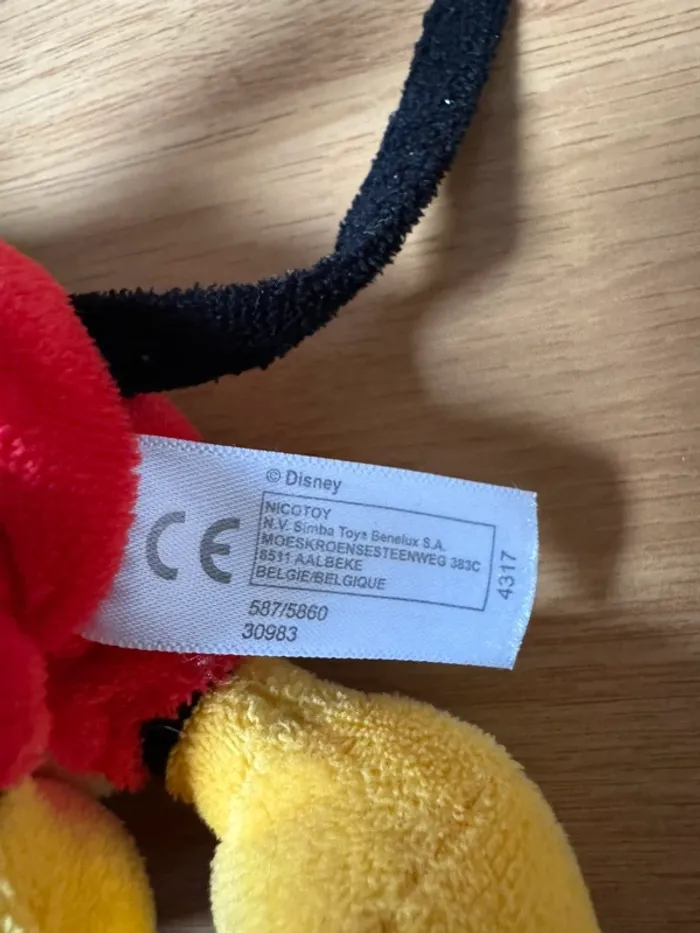 © Disney
CE
NICOTOY
N.V. Simba Toys Benelux S.A.
MOESKROENSESTEENWEG 383C
8511 AALBEKE
BELGIE/BELGIQUE
4317
587/5860
30983